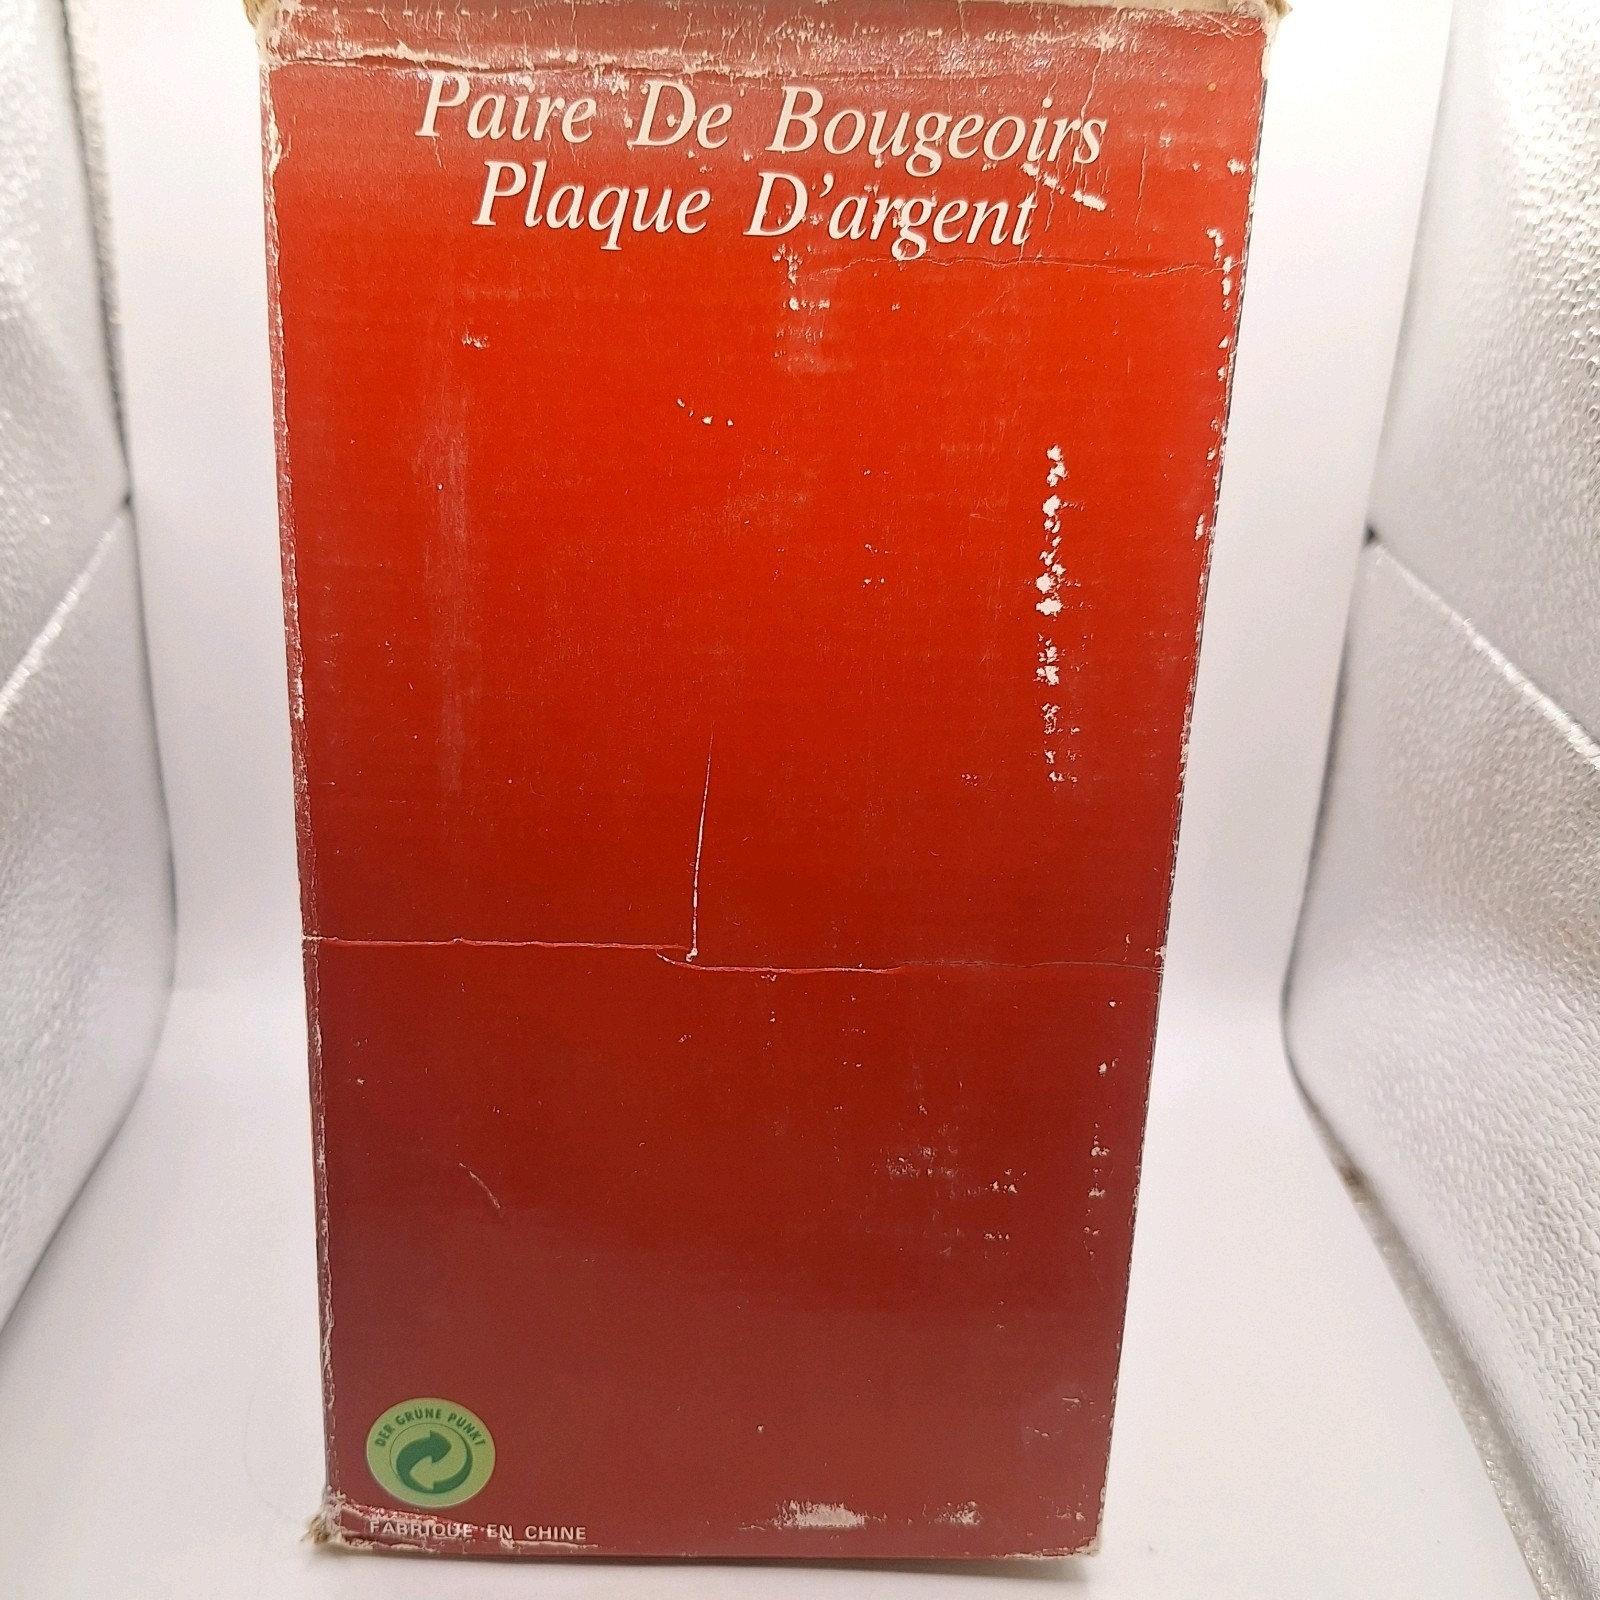 Paire De Bougeoirs
Plaque D'argent
DER GRÜNE PUNKT
FABRIQUE EN CHINE